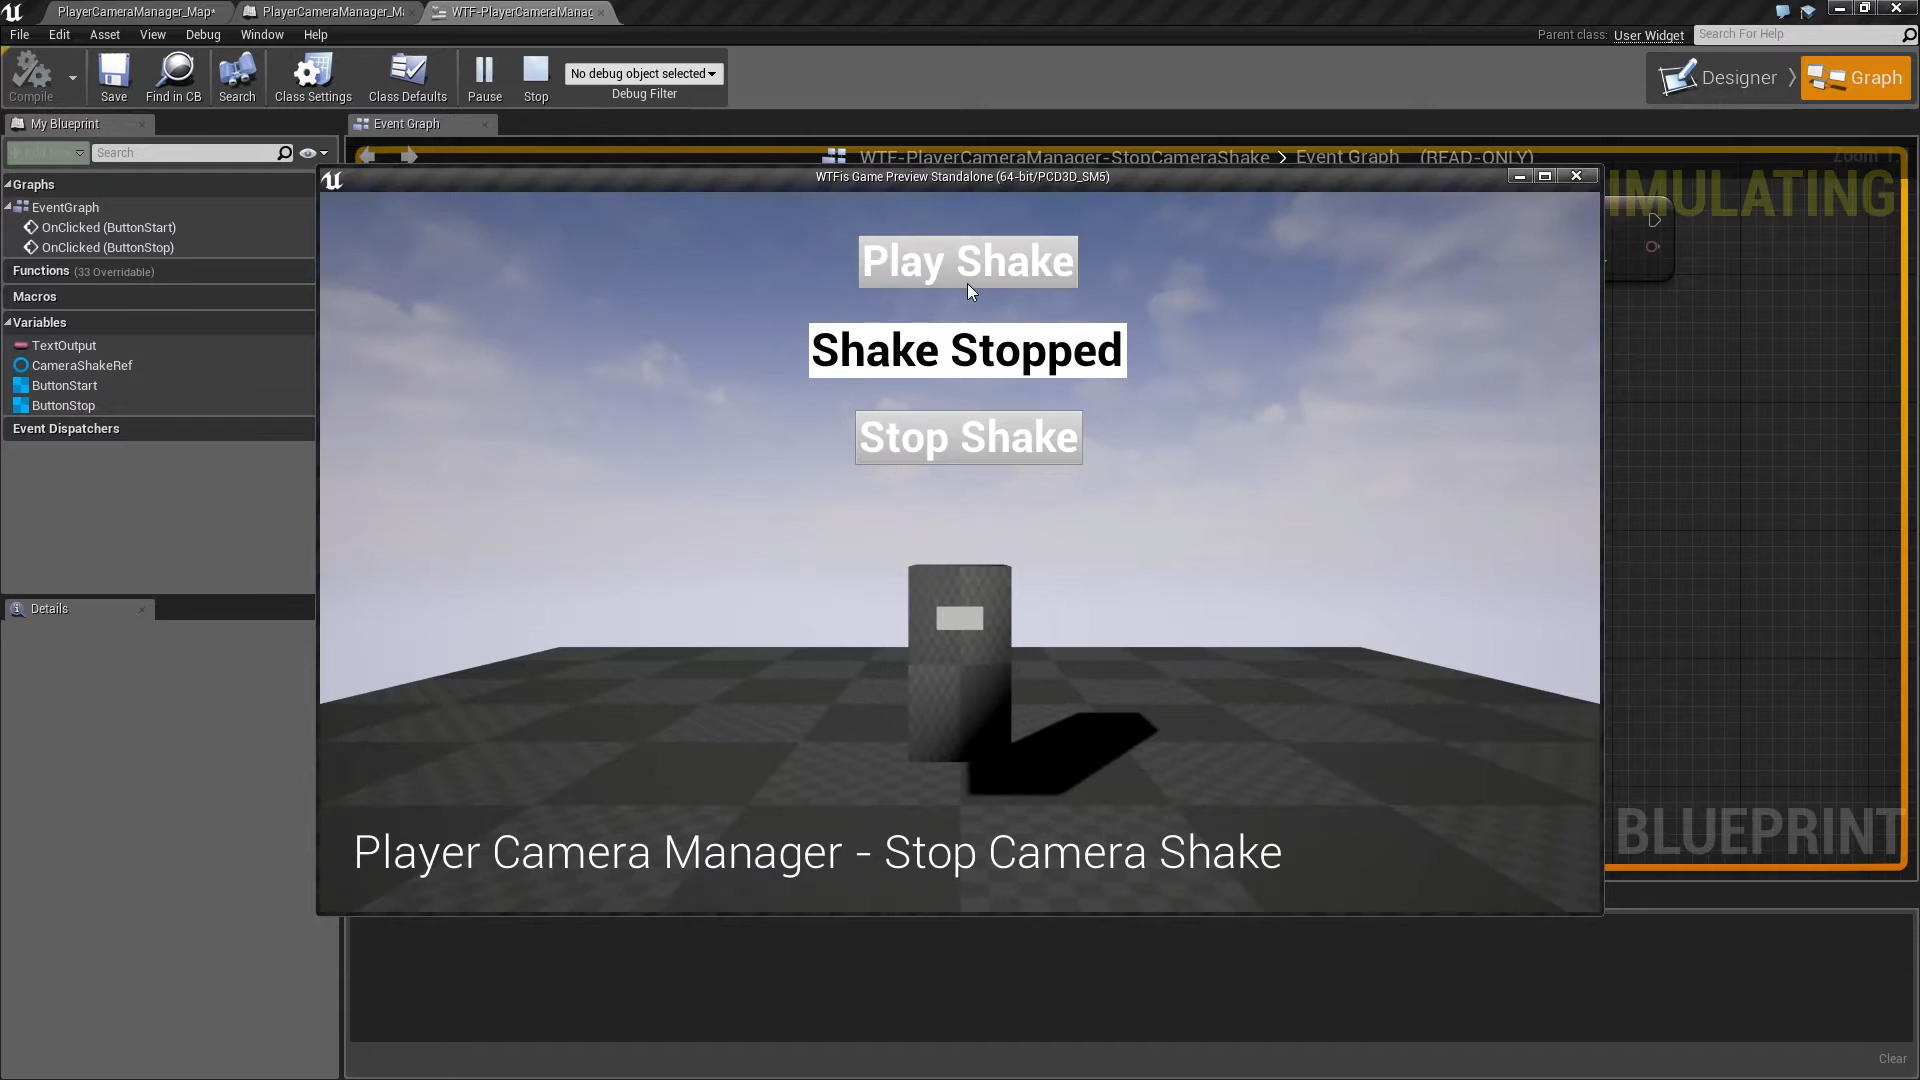 PlayerCameraManager_Map*
PlayerCameraManager_Ma
WTF-PlayerCameraManag
File Edit Asset View Debug Window Help
Parent class: User Widget
Search For Help
Compile
Save
Find in CB
Search
Class Settings
Class Defaults
Pause
Stop
No debug object selected
Debug Filter
Designer
Graph
My Blueprint
Event Graph
Search
WTF-PlayerCameraManager-StopCameraShake > Event Graph (READ-ONLY)
WTFis Game Preview Standalone (64-bit/PCD3D_SM5)
IMULATING
Graphs
EventGraph
OnClicked (ButtonStart)
OnClicked (ButtonStop)
Functions (33 Overridable)
Macros
Variables
TextOutput
CameraShakeRef
ButtonStart
ButtonStop
Event Dispatchers
Details
Play Shake
Shake Stopped
Stop Shake
Player Camera Manager - Stop Camera Shake
BLUEPRINT
Clear